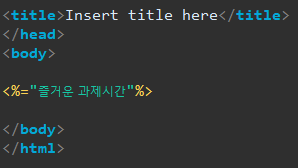 <title>Insert title here</title>
</head>
<body>
<%="즐거운 과제시간"%>
</body>
</html>